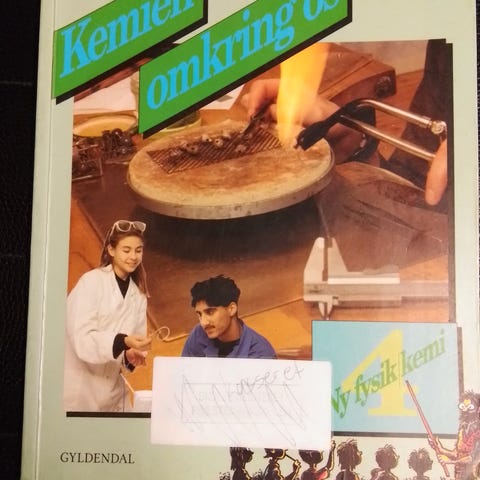 Kemien
omkring os
4
Ny fysik/kemi
GYLDENDAL